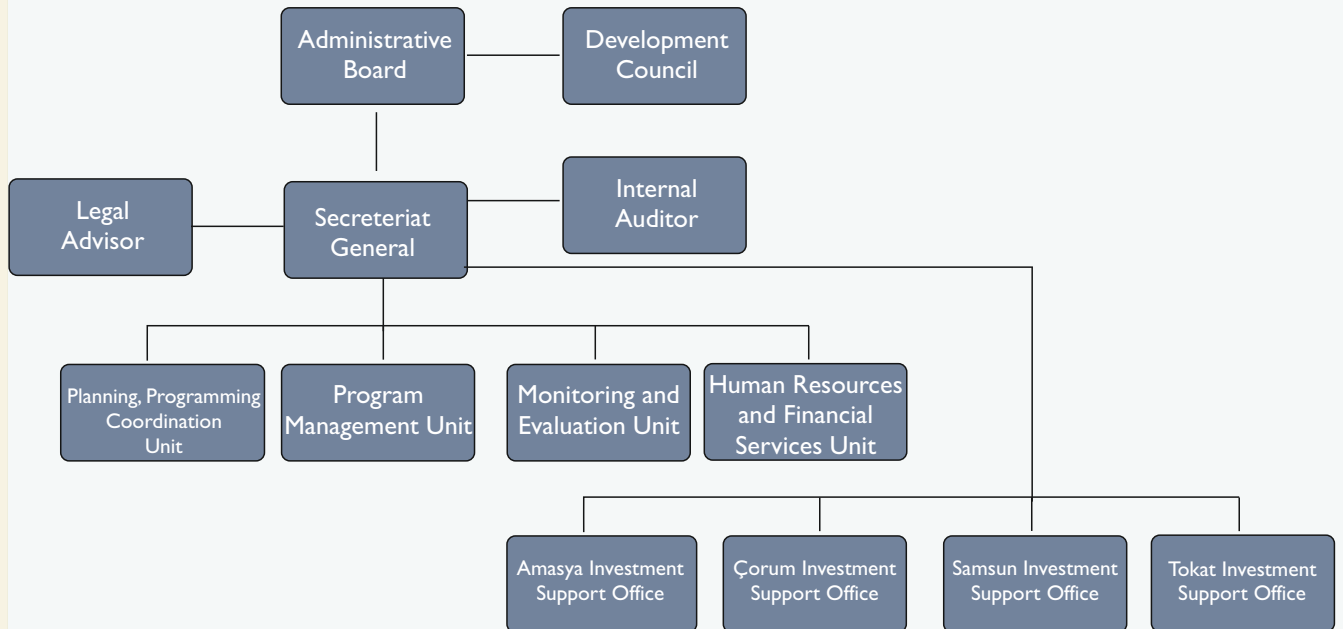 Administrative
Board
Development
Council
Legal
Advisor
Secreteriat
General
Internal
Auditor
Planning, Programming
Coordination
Unit
Program
Management Unit
Monitoring and
Evaluation Unit
Human Resources
and Financial
Services Unit
Amasya Investment
Support Office
Çorum Investment
Support Office
Samsun Investment
Support Office
Tokat Investment
Support Office